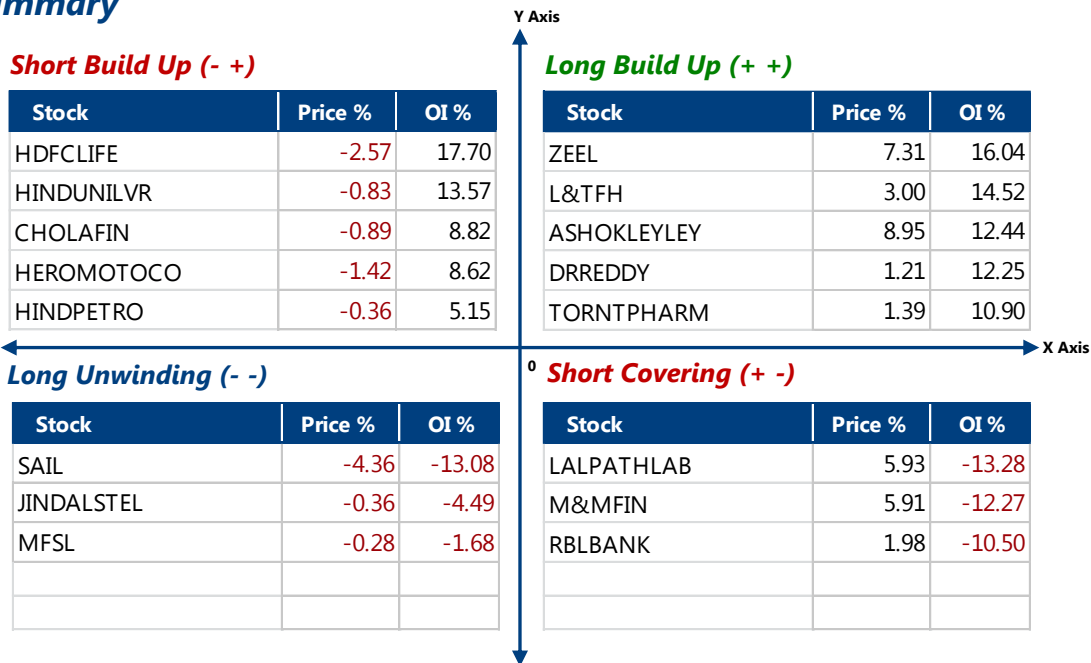 Y Axis
Short Build Up (- +)
Long Build Up (+ +)
Stock Price % OI %
HDFCLIFE -2.57 17.70
HINDUNILVR -0.83 13.57
CHOLAFIN -0.89 8.82
HEROMOTOCO -1.42 8.62
HINDPETRO -0.36 5.15
Stock Price % OI %
ZEEL 7.31 16.04
L&TFH 3.00 14.52
ASHOKLEYLEY 8.95 12.44
DRREDDY 1.21 12.25
TORNTPHARM 1.39 10.90
X Axis
0
Long Unwinding (- -)
Short Covering (+ -)
Stock Price % OI %
SAIL -4.36 -13.08
JINDALSTEL -0.36 -4.49
MFSL -0.28 -1.68
Stock Price % OI %
LALPATHLAB 5.93 -13.28
M&MFIN 5.91 -12.27
RBLBANK 1.98 -10.50